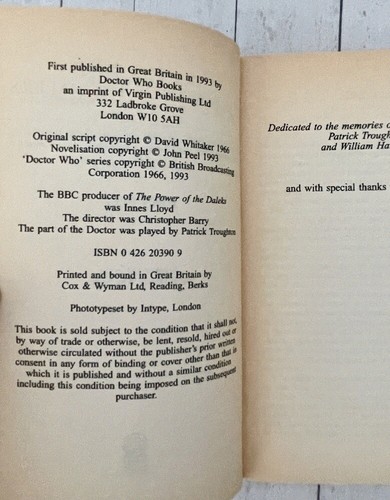 First published in Great Britain in 1993 by
Doctor Who Books
an imprint of Virgin Publishing Ltd
332 Ladbroke Grove
London W10 5AH
Original script copyright © David Whitaker 1966
Novelisation copyright © John Peel 1993
'Doctor Who' series copyright © British Broadcasting
Corporation 1966, 1993
The BBC producer of The Power of the Daleks
was Innes Lloyd
The director was Christopher Barry
The part of the Doctor was played by Patrick Troughton
ISBN 0 426 20390 9
Printed and bound in Great Britain by
Cox & Wyman Ltd, Reading, Berks
Phototypeset by Intype, London
This book is sold subject to the condition that it shall not,
by way of trade or otherwise, be lent, resold, hired out or
otherwise circulated without the publisher's prior written
consent in any form of binding or cover other than that in
which it is published and without a similar condition
including this condition being imposed on the subsequent
purchaser.
Dedicated to the memories
Patrick
and William
and with special thanks